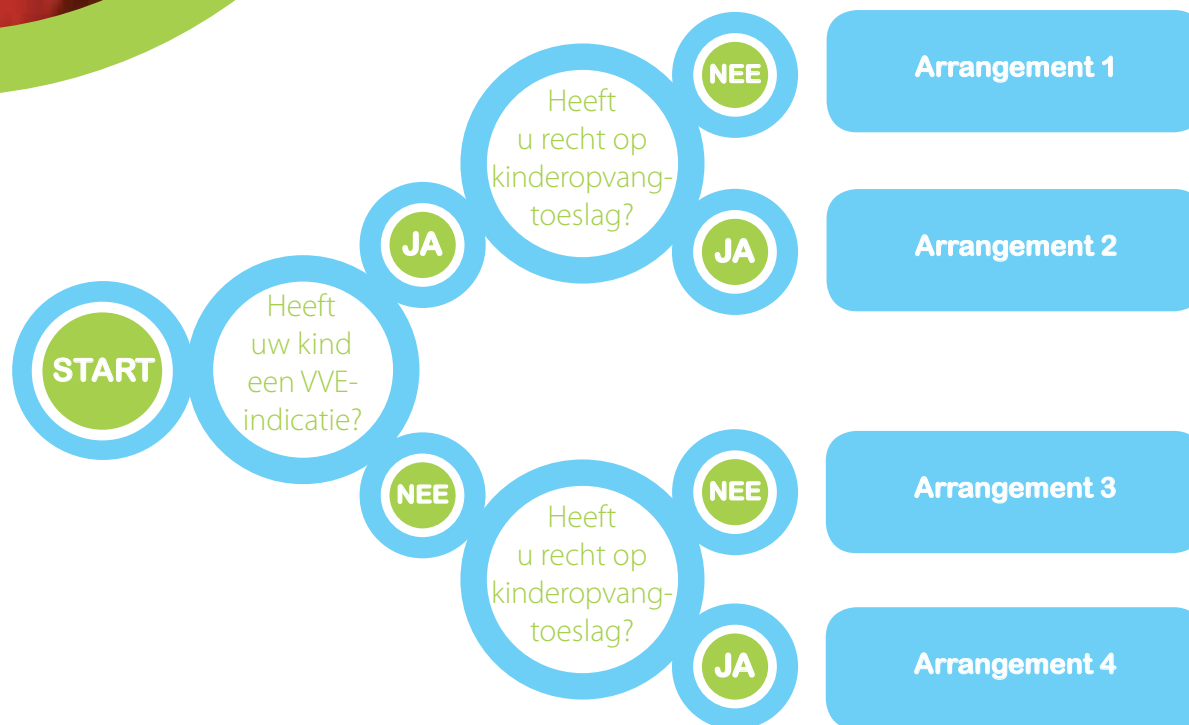 START
Heeft
uw kind
een VVE-
indicatie?
JA
Heeft
u recht op
kinderopvang-
toeslag?
NEE
Arrangement 1
JA
Arrangement 2
NEE
Heeft
u recht op
kinderopvang-
toeslag?
NEE
Arrangement 3
JA
Arrangement 4